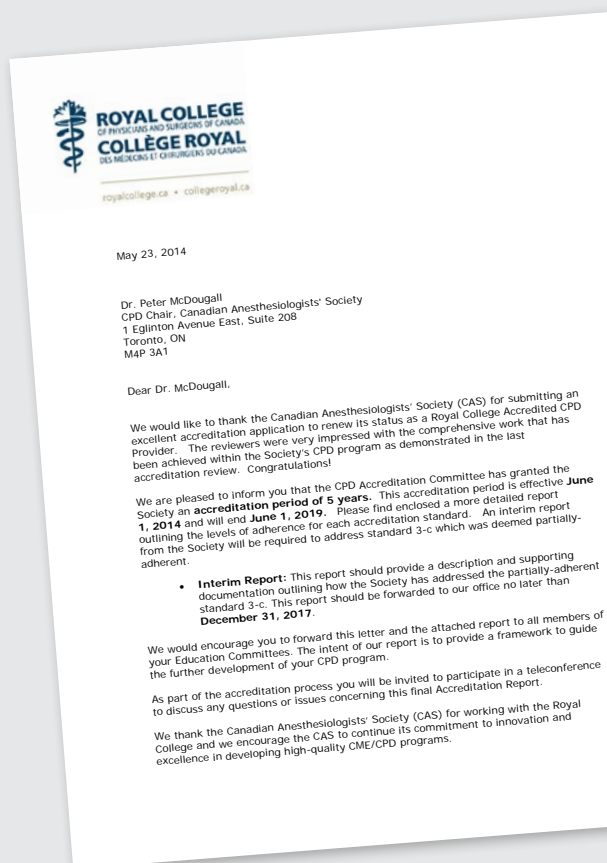 ROYAL COLLEGE
OF PHYSICIANS AND SURGEONS OF CANADA
COLLÈGE ROYAL
DES MÉDECINS ET CHIRURGIENS DU CANADA
royalcollege.ca • collegeroyal.ca
May 23, 2014
Dr. Peter McDougall
CPD Chair, Canadian Anesthesiologists' Society
1 Eglinton Avenue East, Suite 208
Toronto, ON
M4P 3A1
Dear Dr. McDougall,
We would like to thank the Canadian Anesthesiologists' Society (CAS) for submitting an
excellent accreditation application to renew its status as a Royal College Accredited CPD
Provider. The reviewers were very impressed with the comprehensive work that has
been achieved within the Society's CPD program as demonstrated in the last
accreditation review. Congratulations!
We are pleased to inform you that the CPD Accreditation Committee has granted the
Society an accreditation period of 5 years. This accreditation period is effective June
1, 2014 and will end June 1, 2019. Please find enclosed a more detailed report
outlining the levels of adherence for each accreditation standard. An interim report
from the Society will be required to address standard 3-c which was deemed partially-
adherent.
• Interim Report: This report should provide a description and supporting
documentation outlining how the Society has addressed the partially-adherent
standard 3-c. This report should be forwarded to our office no later than
December 31, 2017.
We would encourage you to forward this letter and the attached report to all members of
your Education Committees. The intent of our report is to provide a framework to guide
the further development of your CPD program.
As part of the accreditation process you will be invited to participate in a teleconference
to discuss any questions or issues concerning this final Accreditation Report.
We thank the Canadian Anesthesiologists' Society (CAS) for working with the Royal
College and we encourage the CAS to continue its commitment to innovation and
excellence in developing high-quality CME/CPD programs.